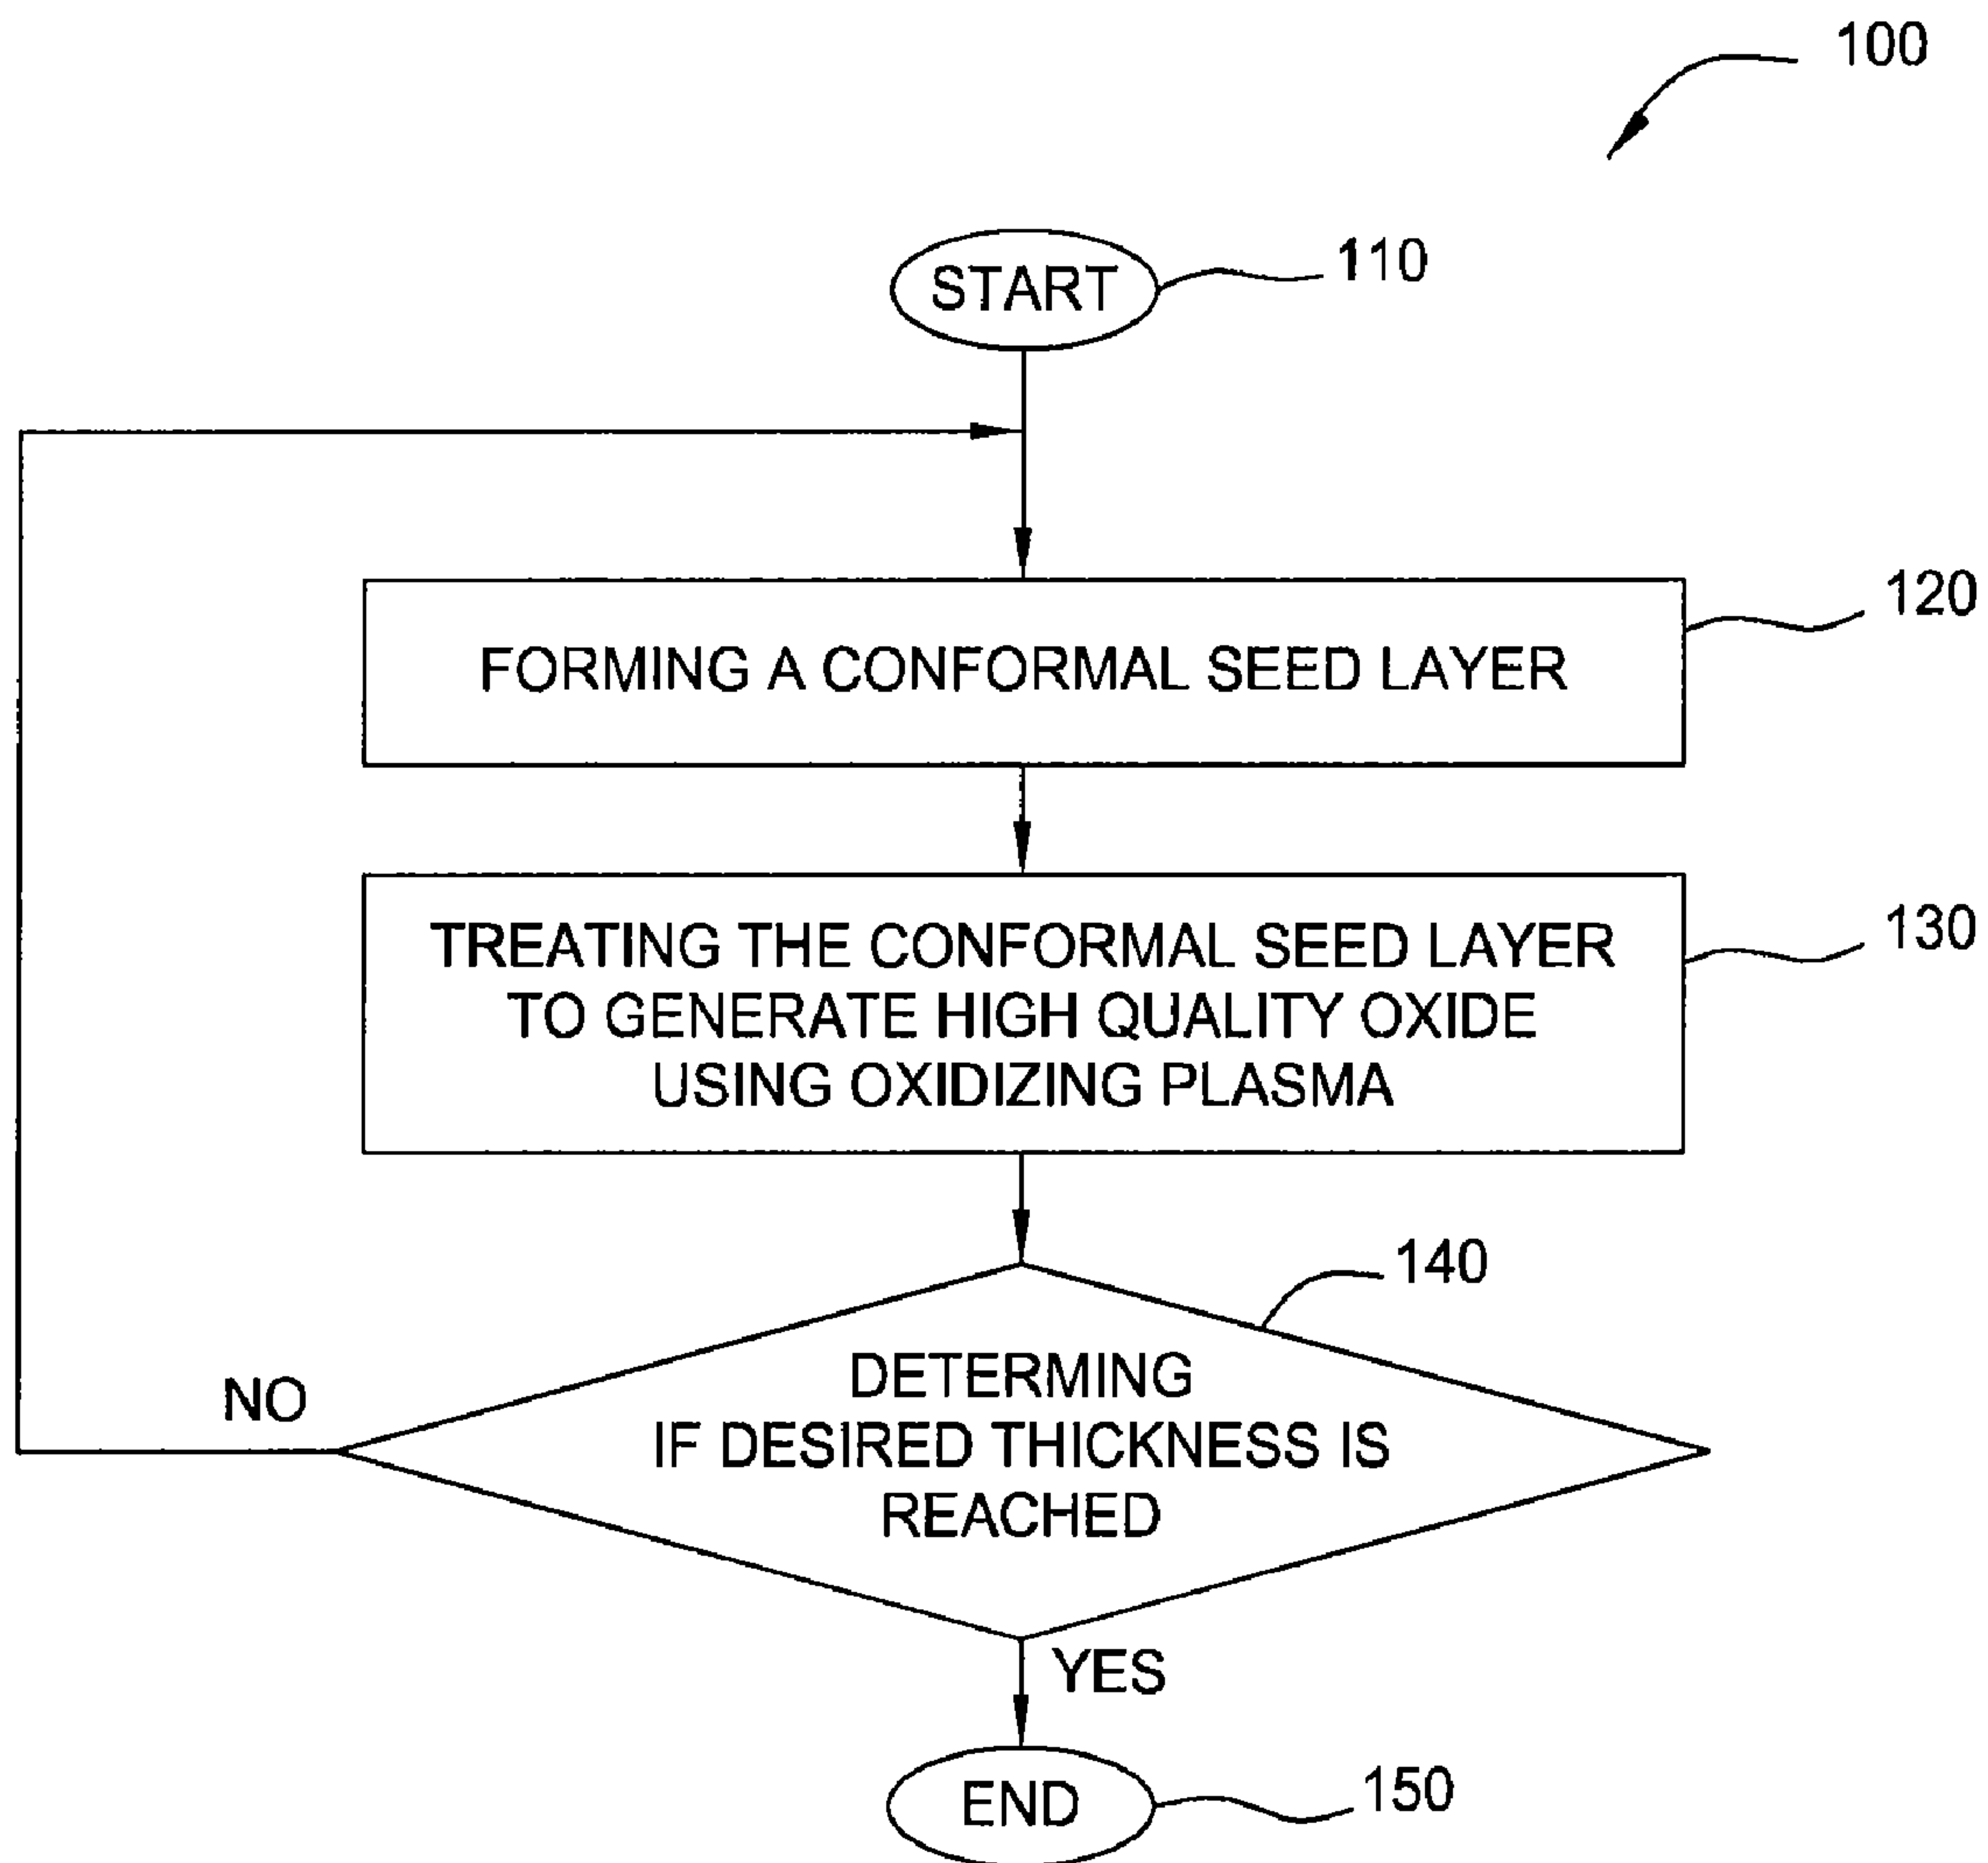 100
START
110
FORMING A CONFORMAL SEED LAYER
120
TREATING THE CONFORMAL SEED LAYER
TO GENERATE HIGH QUALITY OXIDE
USING OXIDIZING PLASMA
130
140
DETERMING
IF DESIRED THICKNESS IS
REACHED
NO
YES
END
150